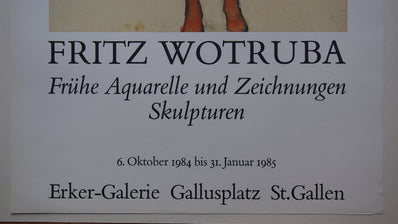 FRITZ WOTRUBA
Frühe Aquarelle und Zeichnungen
Skulpturen
6. Oktober 1984 bis 31. Januar 1985
Erker-Galerie Gallusplatz St.Gallen